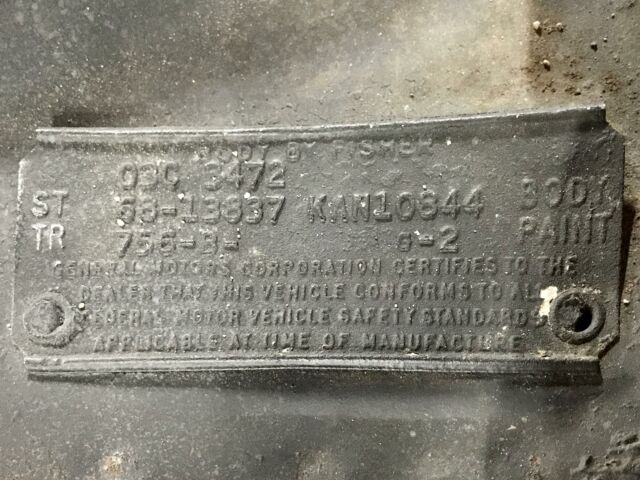 BODY BY FISHER
03C 3472
ST 68-13837 KAN10844 BODY
TR 756-3- G-2 PAINT
GENERAL MOTORS CORPORATION CERTIFIES TO THE
DEALER THAT THIS VEHICLE CONFORMS TO ALL
FEDERAL MOTOR VEHICLE SAFETY STANDARDS
APPLICABLE AT TIME OF MANUFACTURE